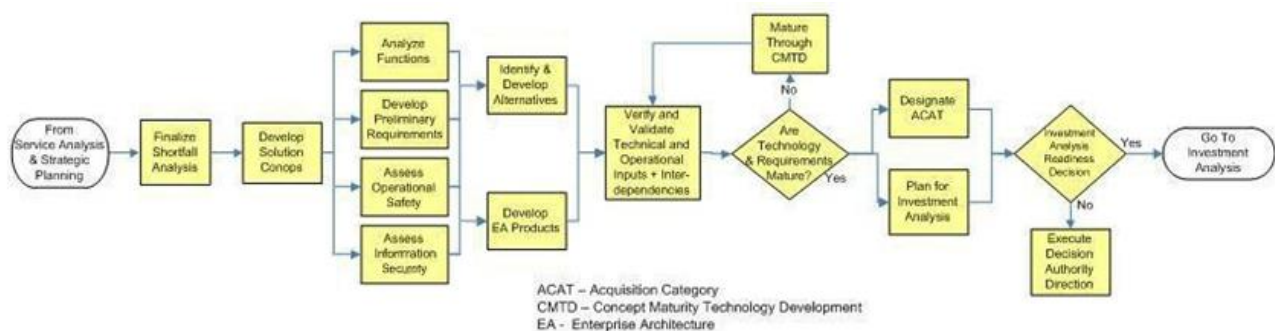 From
Service Analysis
& Strategic
Planning
Finalize
Shortfall
Analysis
Develop
Solution
Conops
Analyze
Functions
Develop
Preliminary
Requirements
Assess
Operational
Safety
Assess
Information
Security
Identify &
Develop
Alternatives
Develop
EA Products
Verify and
Validate
Technical and
Operational
Inputs + Inter-
dependencies
Mature
Through
CMTD
No
Are
Technology
& Requirements
Mature?
Yes
Designate
ACAT
Plan for
Investment
Analysis
Investment
Analysis
Readiness
Decision
Yes
No
Go To
Investment
Analysis
Execute
Decision
Authority
Direction
ACAT – Acquisition Category
CMTD – Concept Maturity Technology Development
EA - Enterprise Architecture